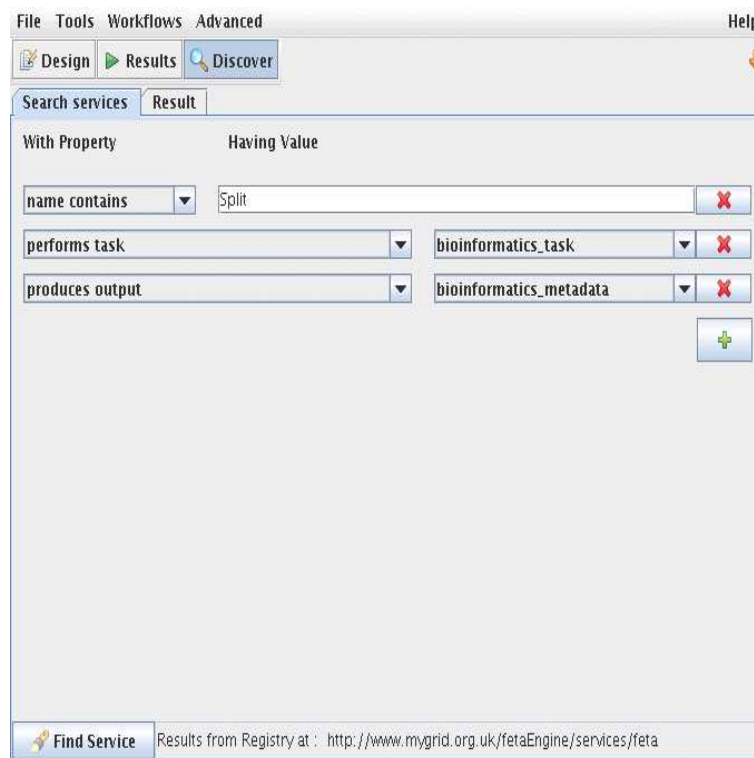 File Tools Workflows Advanced Help
Design Results Discover
Search services Result
With Property Having Value
name contains Split
performs task bioinformatics_task
produces output bioinformatics_metadata
Find Service Results from Registry at : http://www.mygrid.org.uk/fetaEngine/services/feta